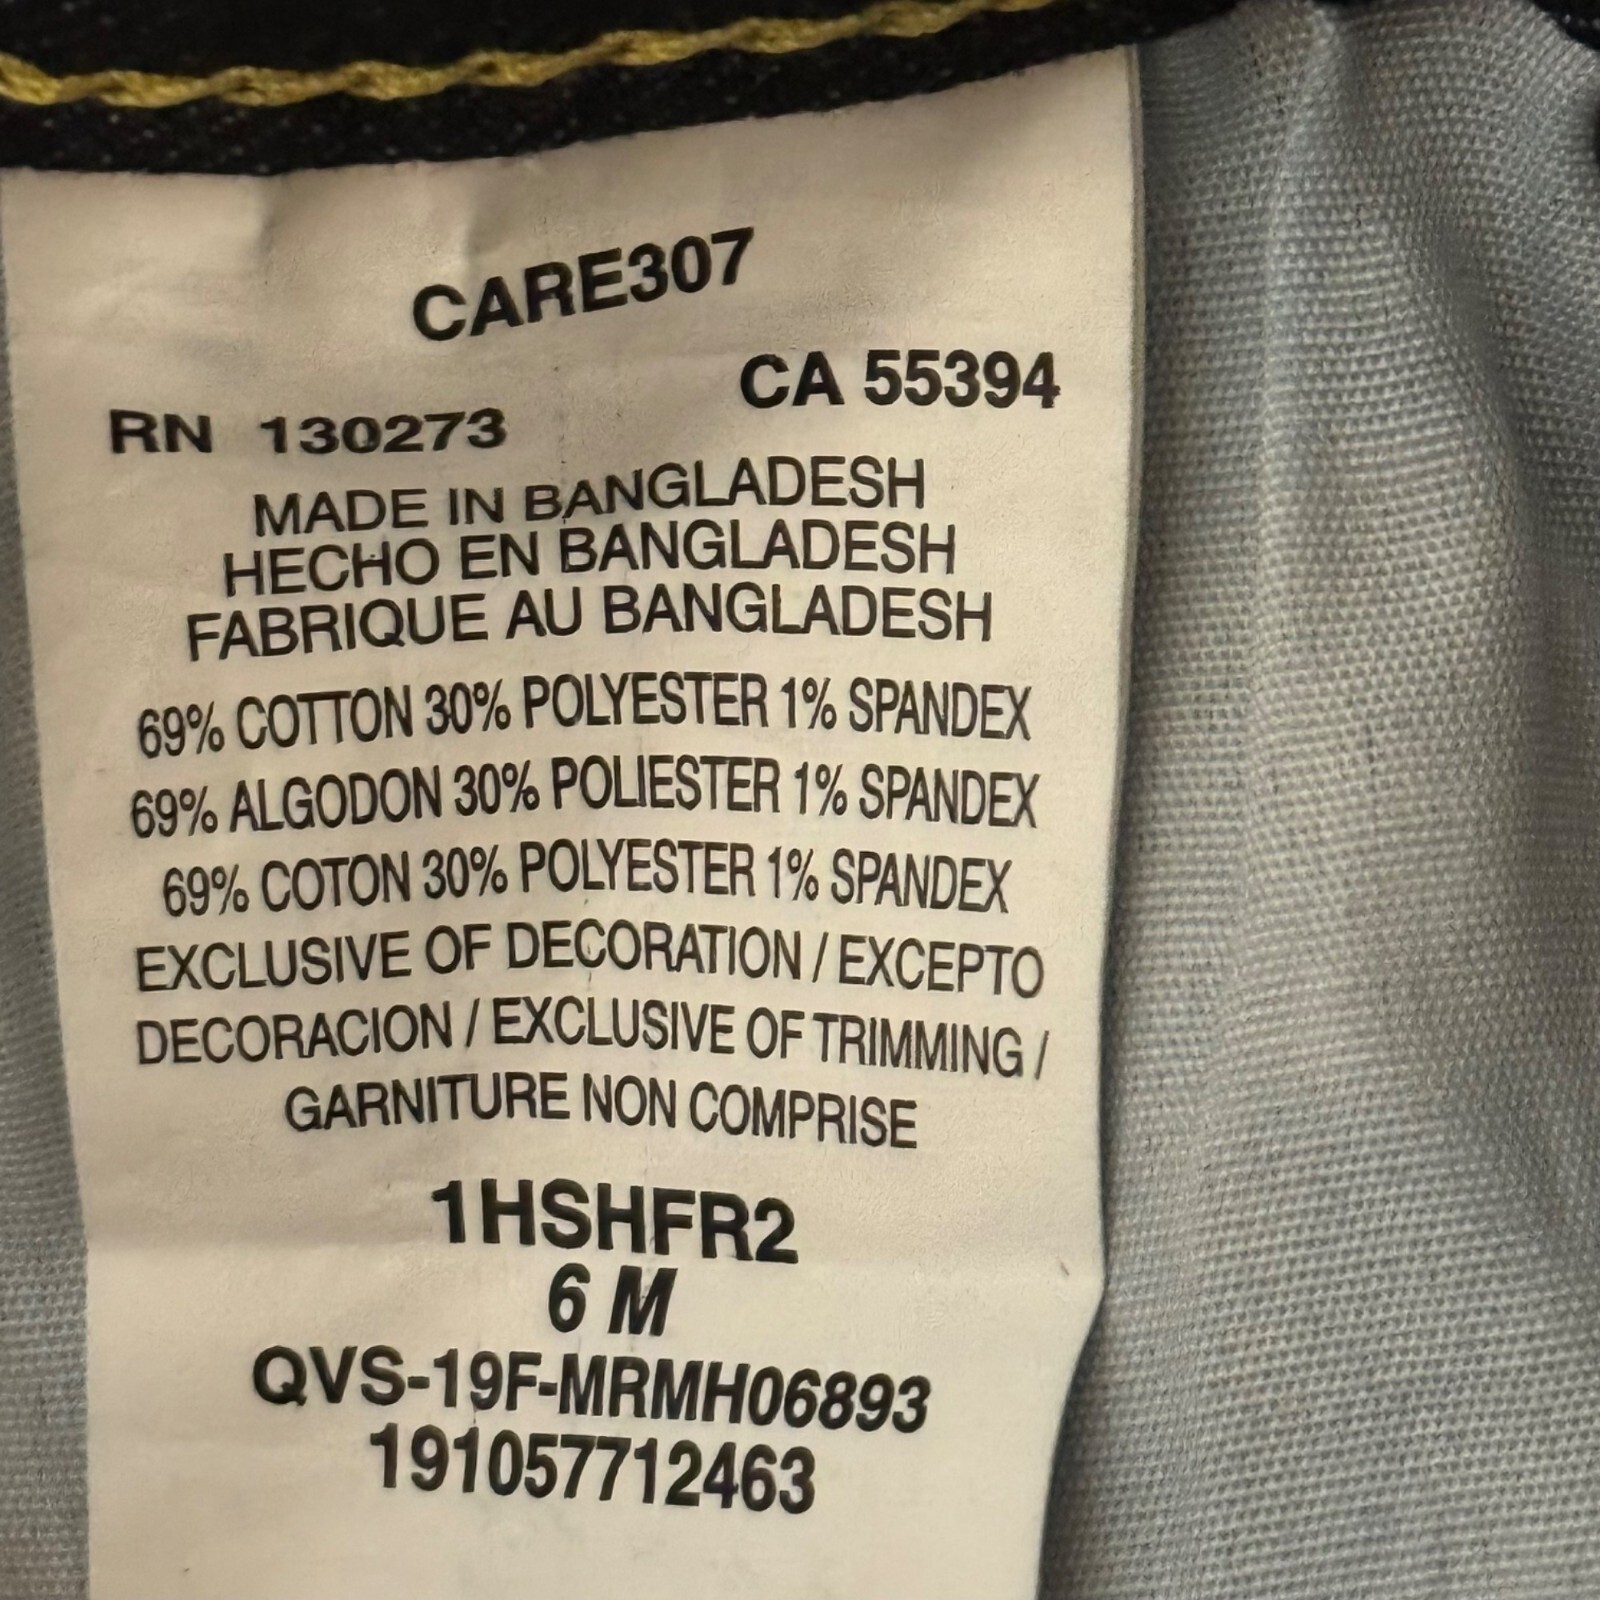 CARE307
CA 55394
RN 130273
MADE IN BANGLADESH
HECHO EN BANGLADESH
FABRIQUE AU BANGLADESH
69% COTTON 30% POLYESTER 1% SPANDEX
69% ALGODON 30% POLIESTER 1% SPANDEX
69% COTON 30% POLYESTER 1% SPANDEX
EXCLUSIVE OF DECORATION / EXCEPTO
DECORACION / EXCLUSIVE OF TRIMMING /
GARNITURE NON COMPRISE
1HSHFR2
6 M
QVS-19F-MRMH06893
191057712463